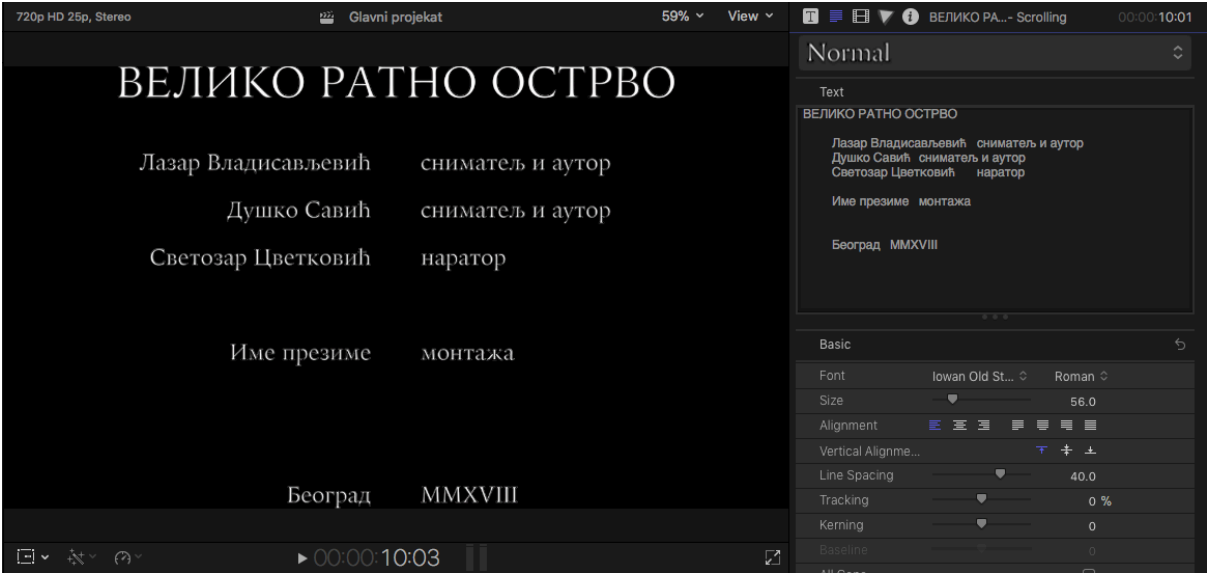 720p HD 25p, Stereo
Glavni projekat
59%
View
ВЕЛИКО РАТНО ОСТРВО
Лазар Владисављевић сниматељ и аутор
Душко Савић сниматељ и аутор
Светозар Цветковић наратор
Име презиме монтажа
Београд MMXVIII
00:00:10:03
T
i
ВЕЛИКО РА...- Scrolling
00:00:10:01
Normal
Text
ВЕЛИКО РАТНО ОСТРВО
Лазар Владисављевић сниматељ и аутор
Душко Савић сниматељ и аутор
Светозар Цветковић наратор
Име презиме монтажа
Београд MMXVIII
Basic
Font Iowan Old St... Roman
Size 56.0
Alignment
Vertical Alignme...
Line Spacing 40.0
Tracking 0 %
Kerning 0
Baseline 0